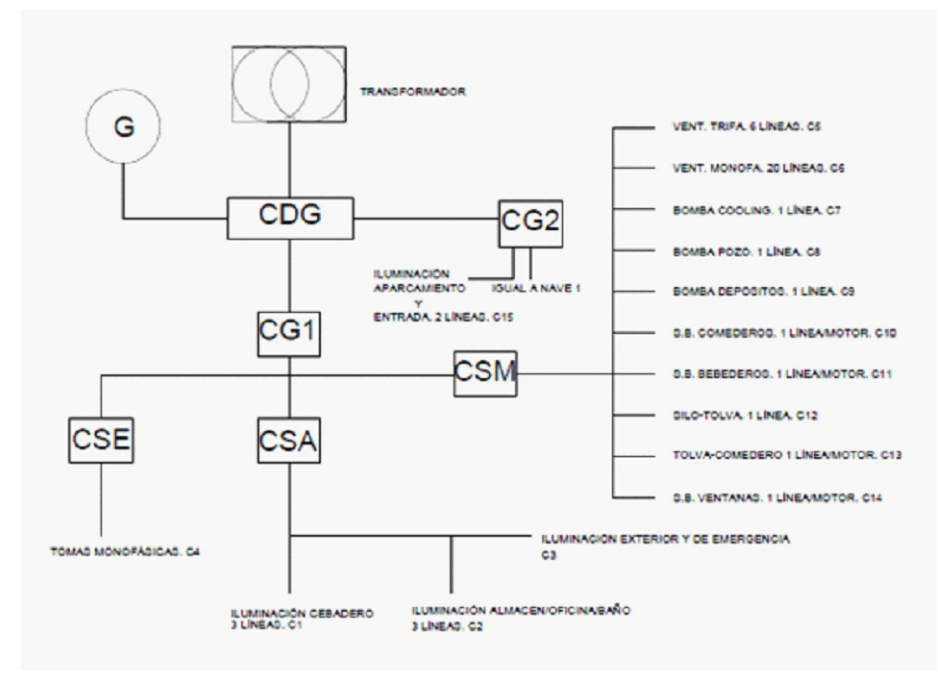 TRANSFORMADOR
G
CDG
CG2
ILUMINACIÓN
APARCAMIENTO
Y
ENTRADA. 2 LÍNEAS. C15
IGUAL A NAVE 1
CG1
CSM
CSE
CSA
VENT. TRIFA. 6 LÍNEAS. C5
VENT. MONOFA. 20 LÍNEAS. C6
BOMBA COOLING. 1 LÍNEA. C7
BOMBA POZO. 1 LÍNEA. C8
BOMBA DEPOSITOS. 1 LÍNEA. C9
S.B. COMEDEROS. 1 LÍNEA/MOTOR. C10
S.B. BEBEDEROS. 1 LÍNEA/MOTOR. C11
SILO-TOLVA. 1 LÍNEA. C12
TOLVA-COMEDERO 1 LÍNEA/MOTOR. C13
S.B. VENTANAS. 1 LÍNEA/MOTOR. C14
TOMAS MONOFÁSICAS. C4
ILUMINACIÓN EXTERIOR Y DE EMERGENCIA
C3
ILUMINACIÓN CEBADERO
3 LÍNEAS. C1
ILUMINACIÓN ALMACEN/OFICINA/BAÑO
3 LÍNEAS. C2